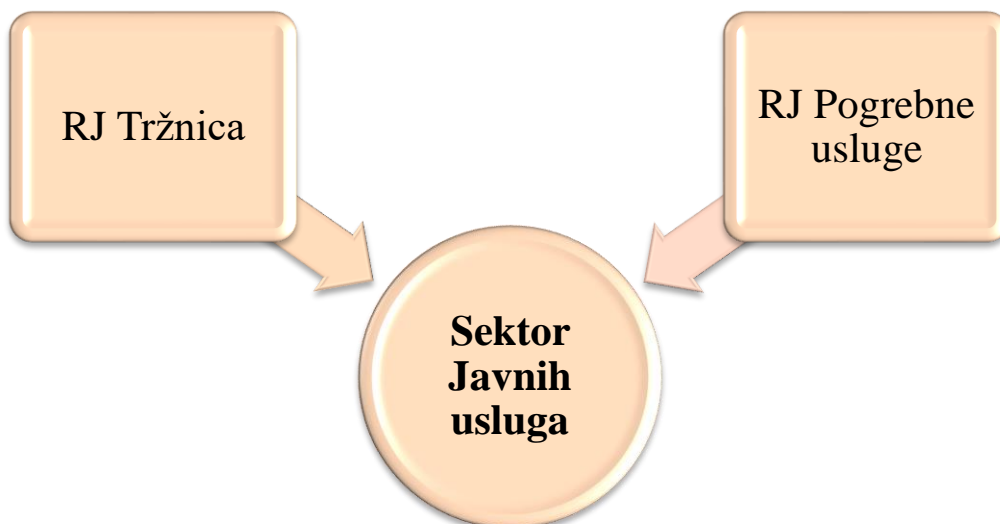 RJ Tržnica
RJ Pogrebne
usluge
Sektor
Javnih
usluga